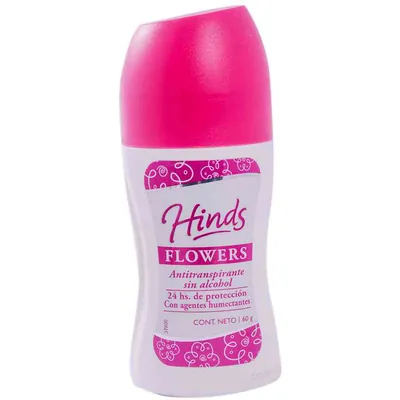 Hinds
FLOWERS
Antitranspirante
sin alcohol
24 hs. de protección
Con agentes humectantes
CONT. NETO | 60 g